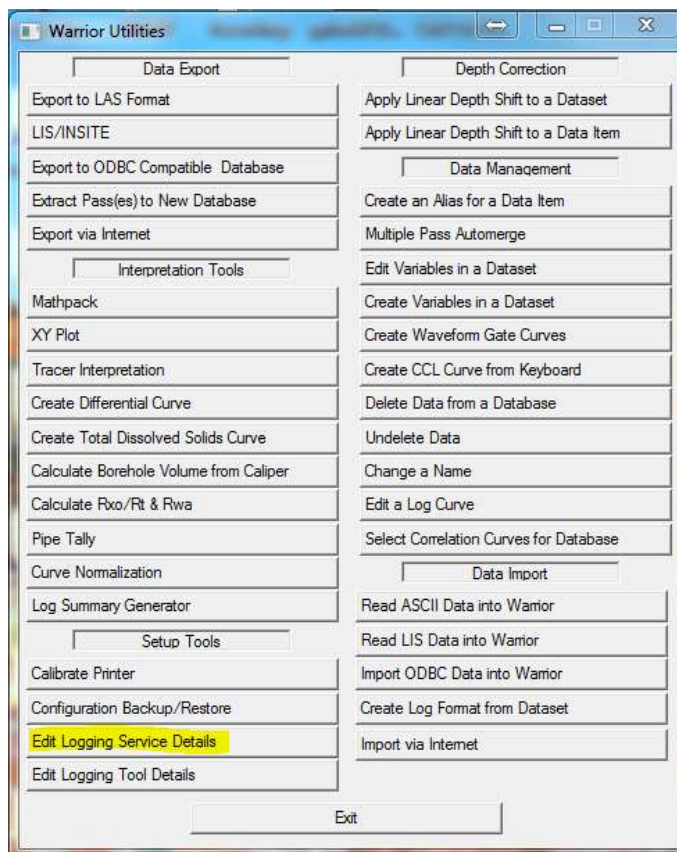 Warrior Utilities
Data Export
Export to LAS Format
LIS/INSITE
Export to ODBC Compatible Database
Extract Pass(es) to New Database
Export via Internet
Interpretation Tools
Mathpack
XY Plot
Tracer Interpretation
Create Differential Curve
Create Total Dissolved Solids Curve
Calculate Borehole Volume from Caliper
Calculate Rxo/Rt & Rwa
Pipe Tally
Curve Normalization
Log Summary Generator
Setup Tools
Calibrate Printer
Configuration Backup/Restore
Edit Logging Service Details
Edit Logging Tool Details
Depth Correction
Apply Linear Depth Shift to a Dataset
Apply Linear Depth Shift to a Data Item
Data Management
Create an Alias for a Data Item
Multiple Pass Automerge
Edit Variables in a Dataset
Create Variables in a Dataset
Create Waveform Gate Curves
Create CCL Curve from Keyboard
Delete Data from a Database
Undelete Data
Change a Name
Edit a Log Curve
Select Correlation Curves for Database
Data Import
Read ASCII Data into Warrior
Read LIS Data into Warrior
Import ODBC Data into Warrior
Create Log Format from Dataset
Import via Internet
Exit